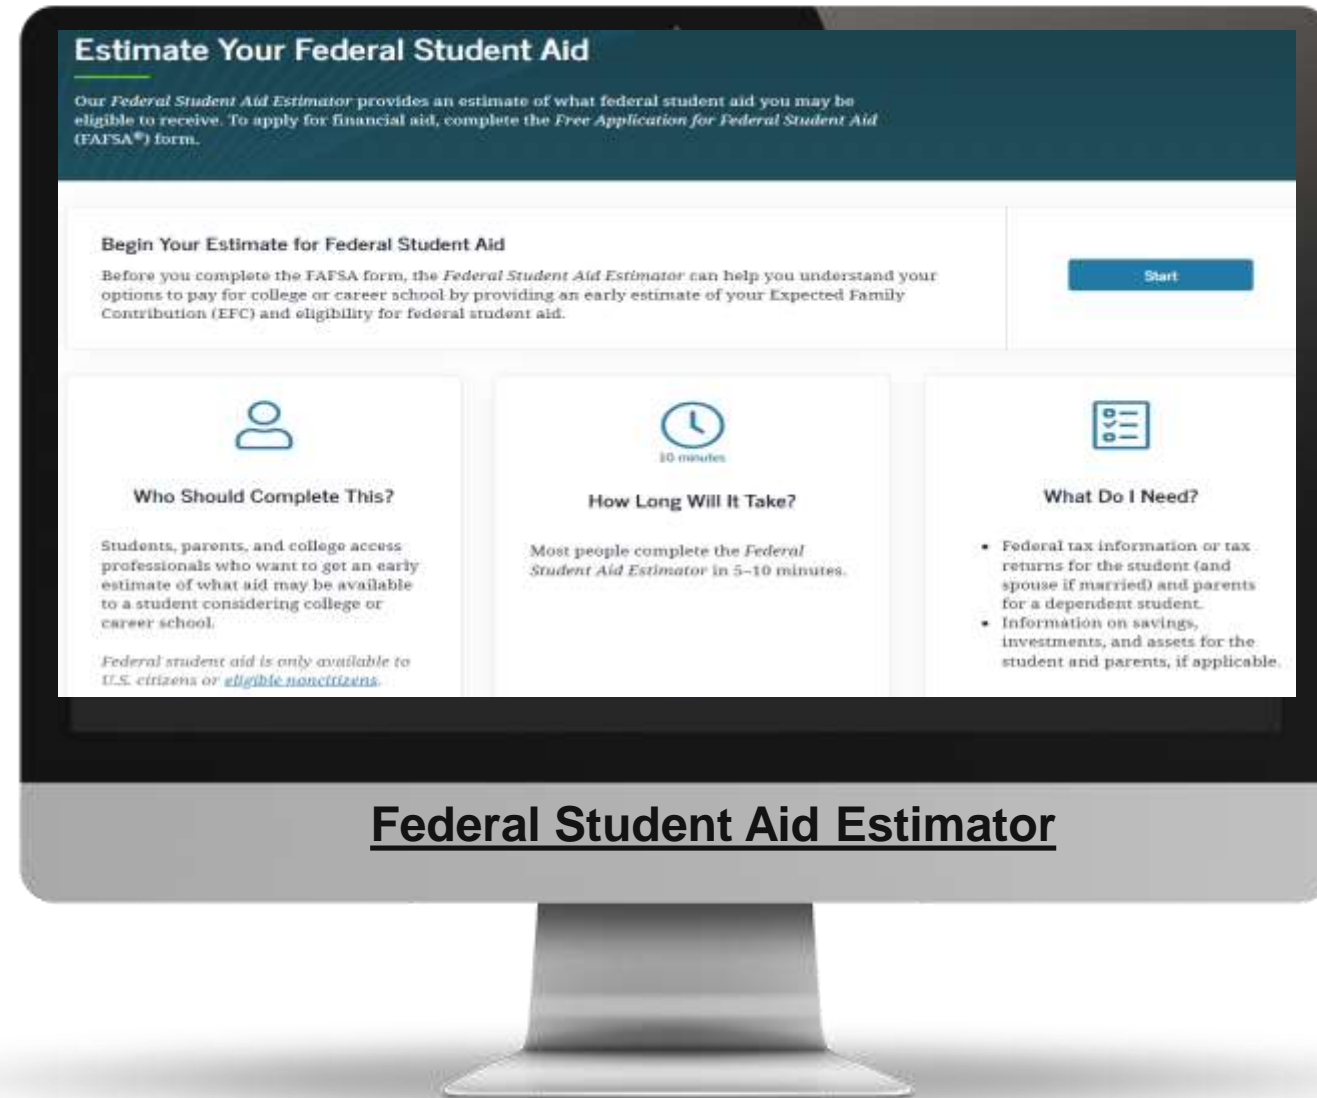 Estimate Your Federal Student Aid
Our Federal Student Aid Estimator provides an estimate of what federal student aid you may be
eligible to receive. To apply for financial aid, complete the Free Application for Federal Student Aid
(FAFSA®) form.
Begin Your Estimate for Federal Student Aid
Before you complete the FAFSA form, the Federal Student Aid Estimator can help you understand your
options to pay for college or career school by providing an early estimate of your Expected Family
Contribution (EFC) and eligibility for federal student aid.
Start
Who Should Complete This?
Students, parents, and college access
professionals who want to get an early
estimate of what aid may be available
to a student considering college or
career school.
Federal student aid is only available to
U.S. citizens or eligible noncitizens.
10 minutes
How Long Will It Take?
Most people complete the Federal
Student Aid Estimator in 5–10 minutes.
What Do I Need?
• Federal tax information or tax
returns for the student (and
spouse if married) and parents
for a dependent student.
• Information on savings,
investments, and assets for the
student and parents, if applicable.
Federal Student Aid Estimator